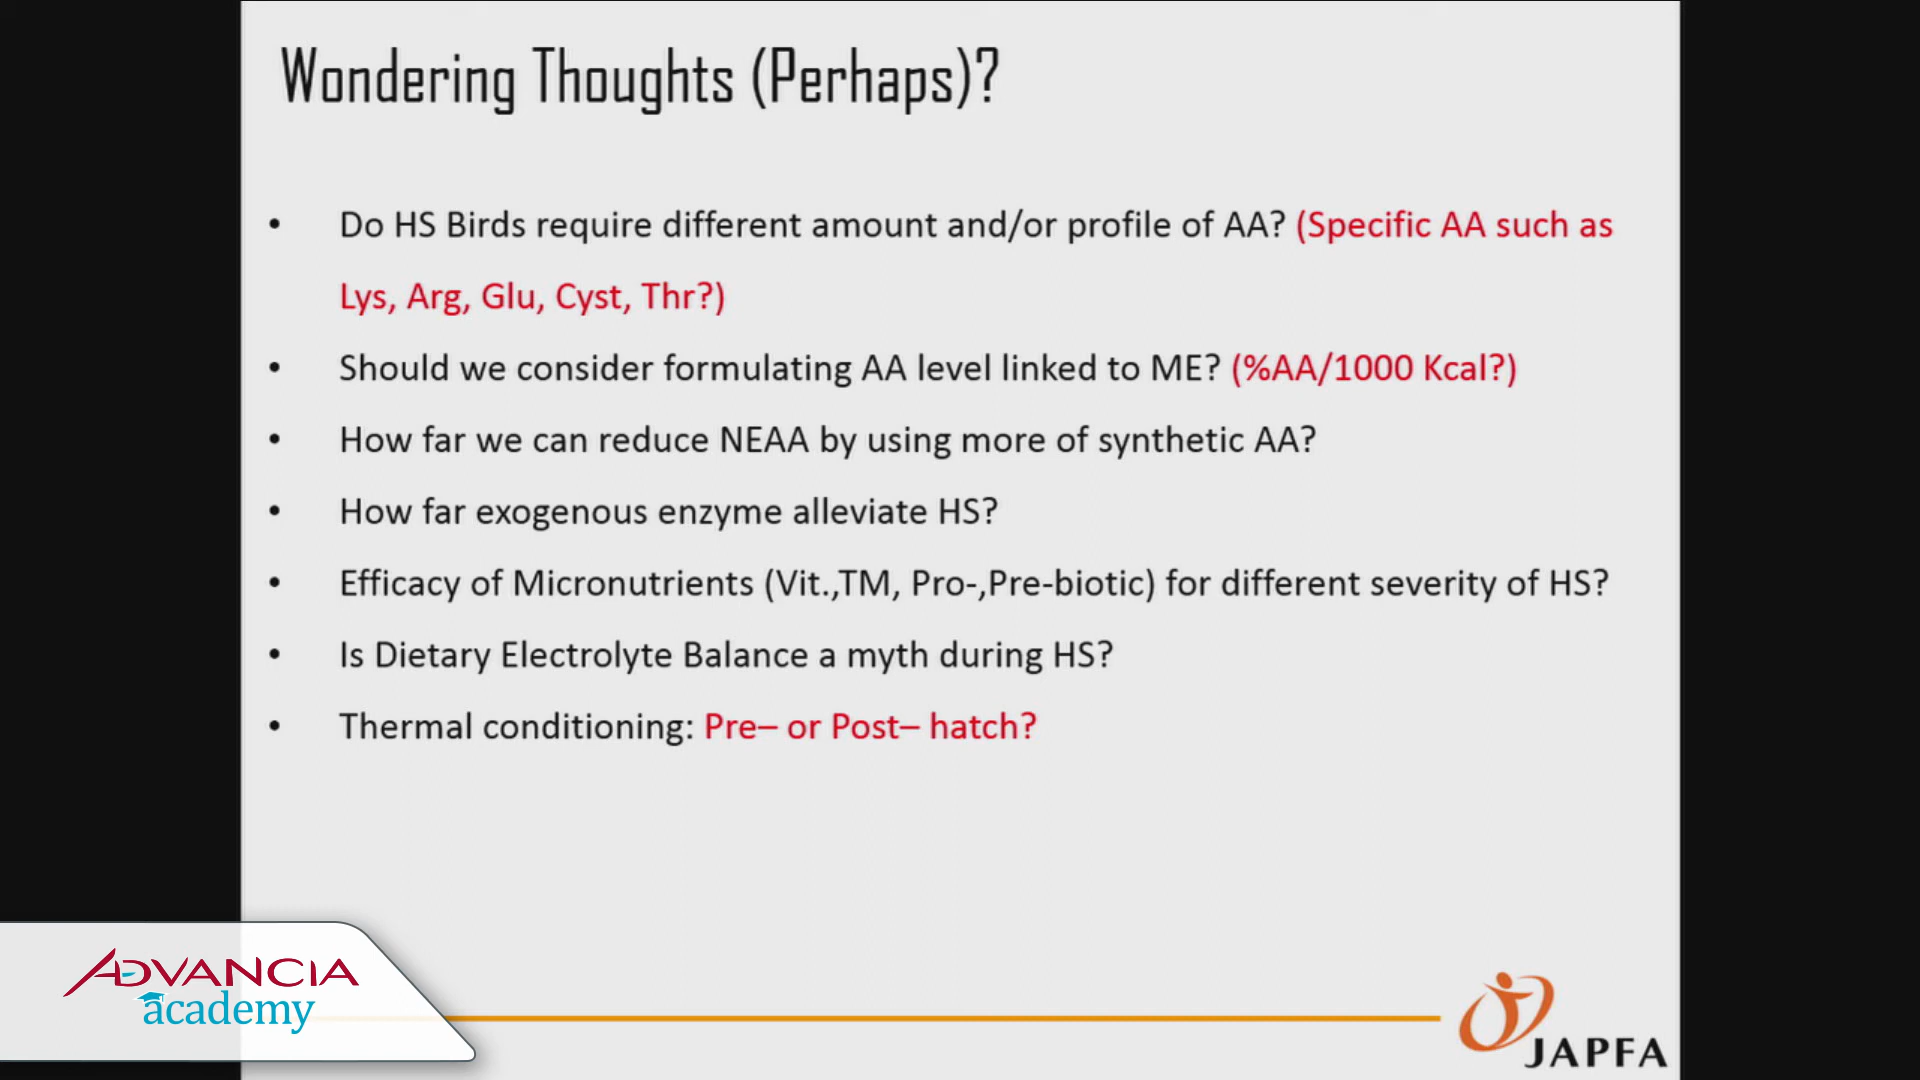 Wondering Thoughts (Perhaps)?
• Do HS Birds require different amount and/or profile of AA? (Specific AA such as
Lys, Arg, Glu, Cyst, Thr?)
• Should we consider formulating AA level linked to ME? (%AA/1000 Kcal?)
• How far we can reduce NEAA by using more of synthetic AA?
• How far exogenous enzyme alleviate HS?
• Efficacy of Micronutrients (Vit.,TM, Pro-,Pre-biotic) for different severity of HS?
• Is Dietary Electrolyte Balance a myth during HS?
• Thermal conditioning: Pre– or Post– hatch?
ADVANCIA
academy
JAPFA